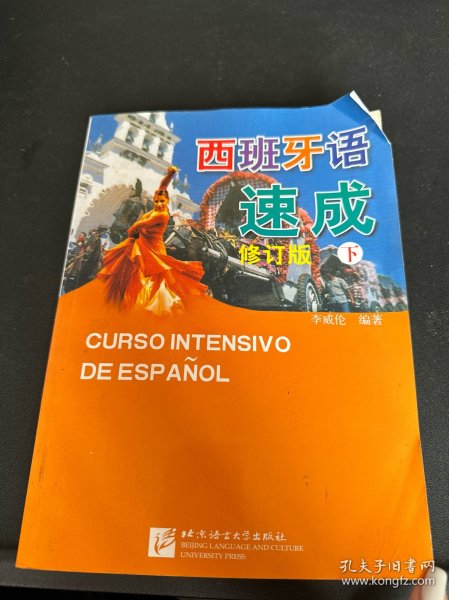 西班牙语
速成
修订版 下
李威伦 编著
CURSO INTENSIVO
DE ESPAÑOL
北京语言大学出版社
BEIJING LANGUAGE AND CULTURE
UNIVERSITY PRESS
孔夫子旧书网
www.kongfz.com